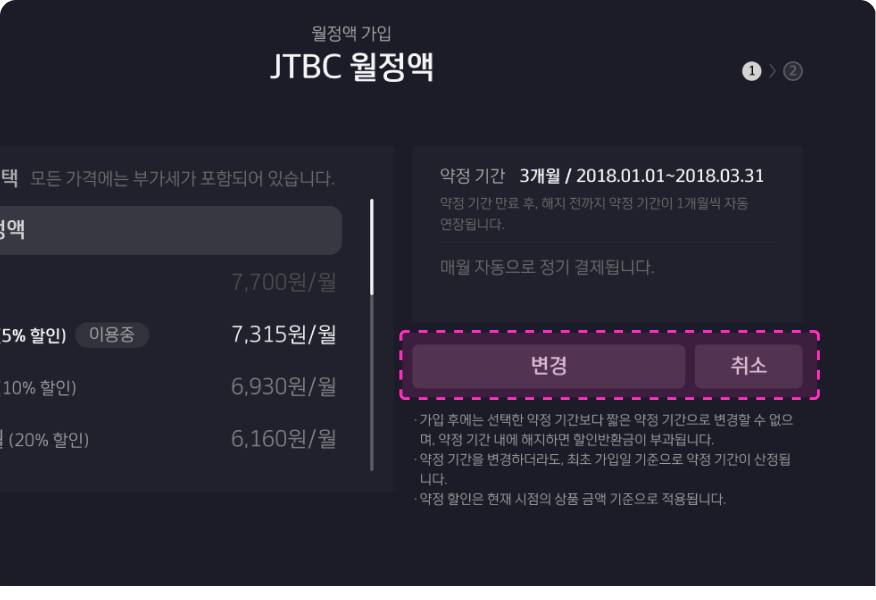 월정액 가입
JTBC 월정액
1 > 2
택 모든 가격에는 부가세가 포함되어 있습니다.
액
7,700원/월
(5% 할인) 이용중 7,315원/월
(10% 할인) 6,930원/월
(20% 할인) 6,160원/월
약정 기간 3개월 / 2018.01.01~2018.03.31
약정 기간 만료 후, 해지 전까지 약정 기간이 1개월씩 자동
연장됩니다.
매월 자동으로 정기 결제됩니다.
변경 취소
· 가입 후에는 선택한 약정 기간보다 짧은 약정 기간으로 변경할 수 없으
며, 약정 기간 내에 해지하면 할인반환금이 부과됩니다.
· 약정 기간을 변경하더라도, 최초 가입일 기준으로 약정 기간이 산정됩
니다.
· 약정 할인은 현재 시점의 상품 금액 기준으로 적용됩니다.